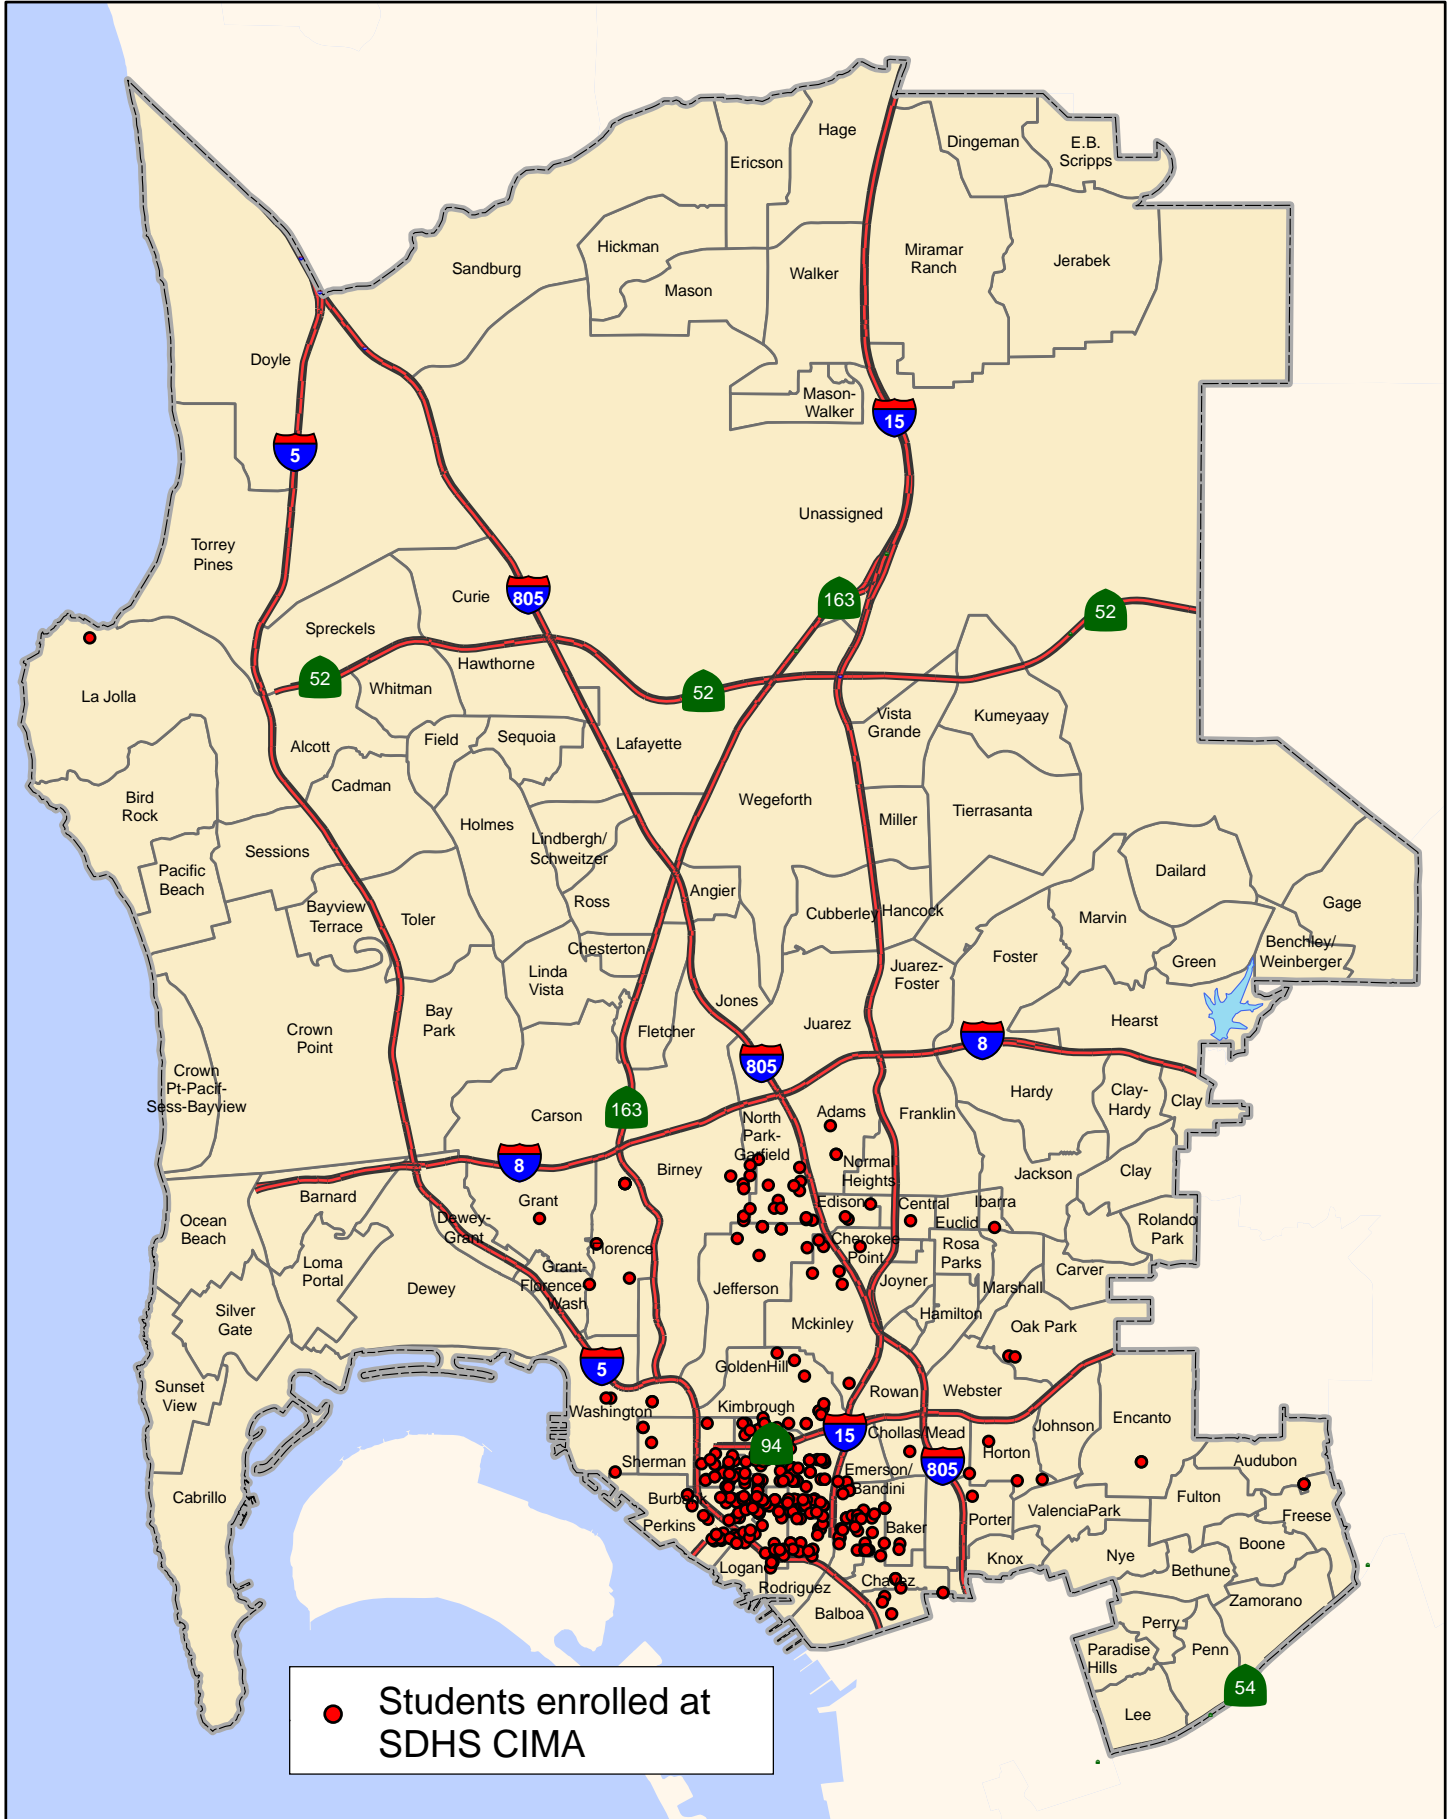 Hage
Dingeman
E.B.
Scripps
Ericson
Hickman
Sandburg
Mason
Walker
Miramar
Ranch
Jerabek
Doyle
Mason-
Walker
15
5
Unassigned
Torrey
Pines
Curie
805
163
52
Spreckels
Hawthorne
52
Whitman
52
La Jolla
Vista
Grande
Kumeyaay
Alcott
Field
Sequoia
Lafayette
Cadman
Bird
Rock
Wegeforth
Holmes
Miller
Tierrasanta
Lindbergh/
Schweitzer
Sessions
Pacific
Beach
Dailard
Angier
Ross
Bayview
Terrace
Toler
Cubberley
Hancock
Marvin
Gage
Chesterton
Benchley/
Weinberger
Foster
Green
Linda
Vista
Juarez-
Foster
Jones
Bay
Park
Crown
Point
Fletcher
Juarez
Hearst
8
805
Crown
Pt-Pacif-
Sess-Bayview
Hardy
Clay-
Hardy
Clay
163
Carson
North
Park-
Garfield
Adams
Franklin
8
Birney
Normal
Heights
Jackson
Clay
Barnard
Grant
Edison
Central
Ibarra
Ocean
Beach
Dewey-
Grant
Euclid
Rolando
Park
Florence
Cherokee
Point
Rosa
Parks
Loma
Portal
Grant-
Florence-
Wash
Carver
Dewey
Jefferson
Joyner
Marshall
Silver
Gate
Hamilton
Mckinley
Oak Park
5
GoldenHill
Sunset
View
Rowan
Webster
Washington
Kimbrough
Encanto
Johnson
15
Chollas/Mead
94
Horton
Sherman
Emerson/
Bandini
805
Audubon
Cabrillo
Burbank
Fulton
ValenciaPark
Freese
Perkins
Baker
Porter
Boone
Knox
Nye
Logan
Bethune
Rodriguez
Chavez
Zamorano
Balboa
Perry
Paradise
Hills
Penn
54
Lee
Students enrolled at
SDHS CIMA